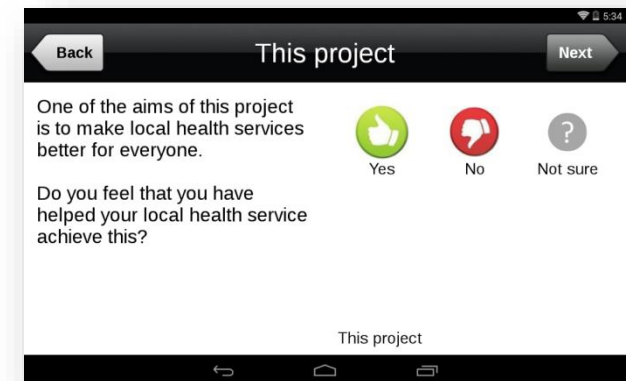 5:34
Back
This project
Next
One of the aims of this project
is to make local health services
better for everyone.
Do you feel that you have
helped your local health service
achieve this?
?
Yes
No
Not sure
This project